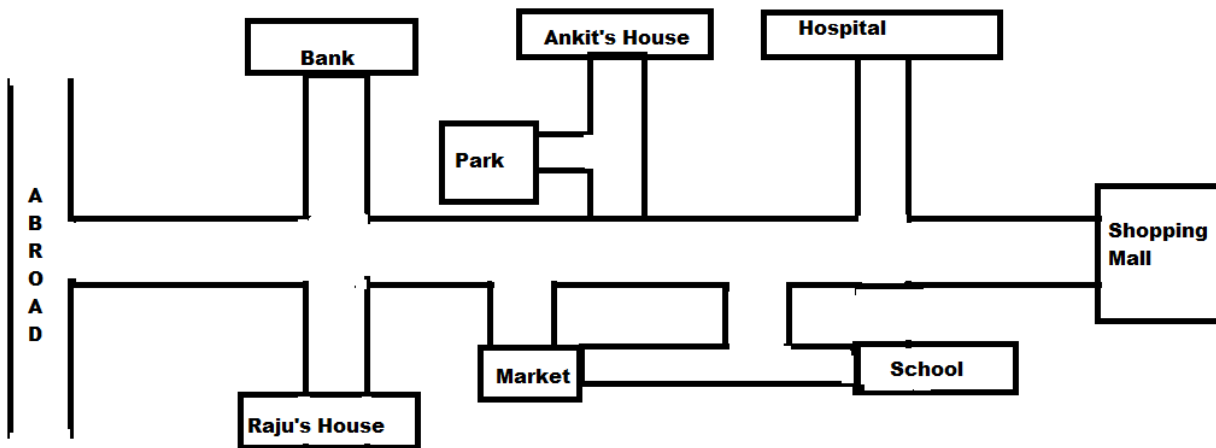 Bank
Ankit's House
Hospital
Park
A
B
R
O
A
D
Shopping
Mall
Market
School
Raju's House